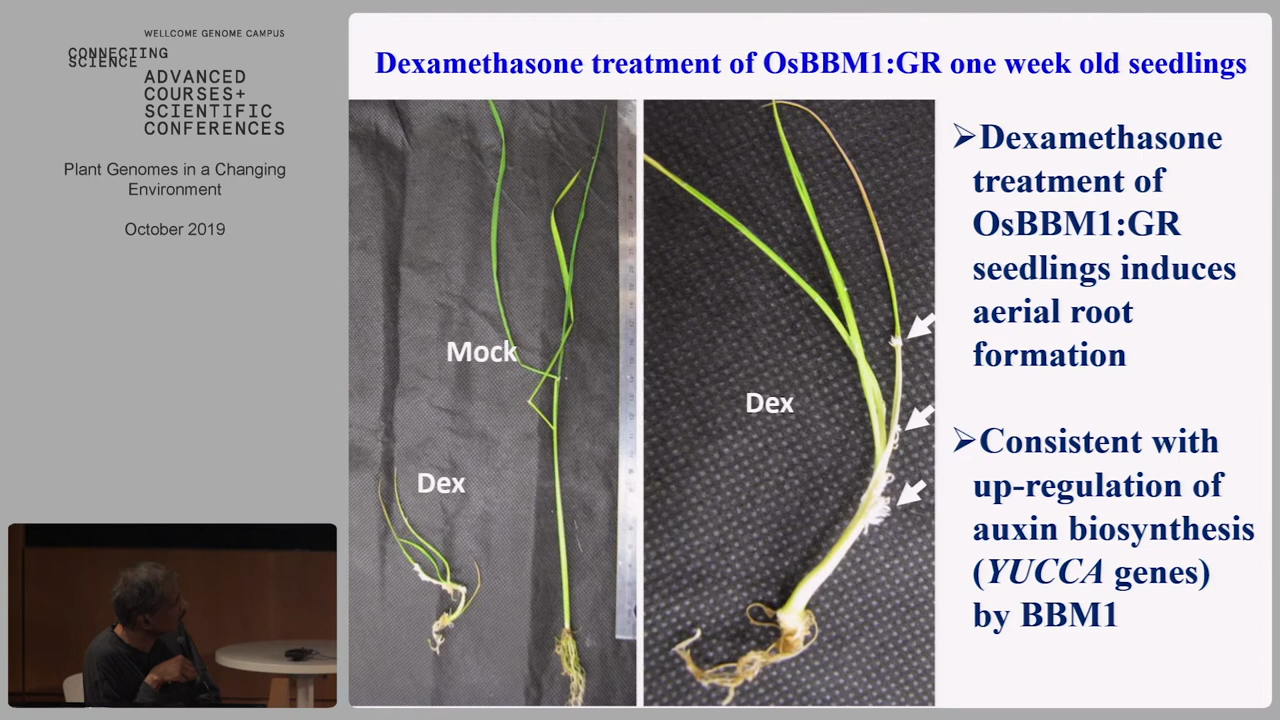 WELLCOME GENOME CAMPUS
CONNECTING
SCIENCE
ADVANCED
COURSES+
SCIENTIFIC
CONFERENCES
Plant Genomes in a Changing
Environment
October 2019
Dexamethasone treatment of OsBBM1:GR one week old seedlings
Mock
Dex
Dex
➢Dexamethasone
treatment of
OsBBM1:GR
seedlings induces
aerial root
formation
➢Consistent with
up-regulation of
auxin biosynthesis
(YUCCA genes)
by BBM1